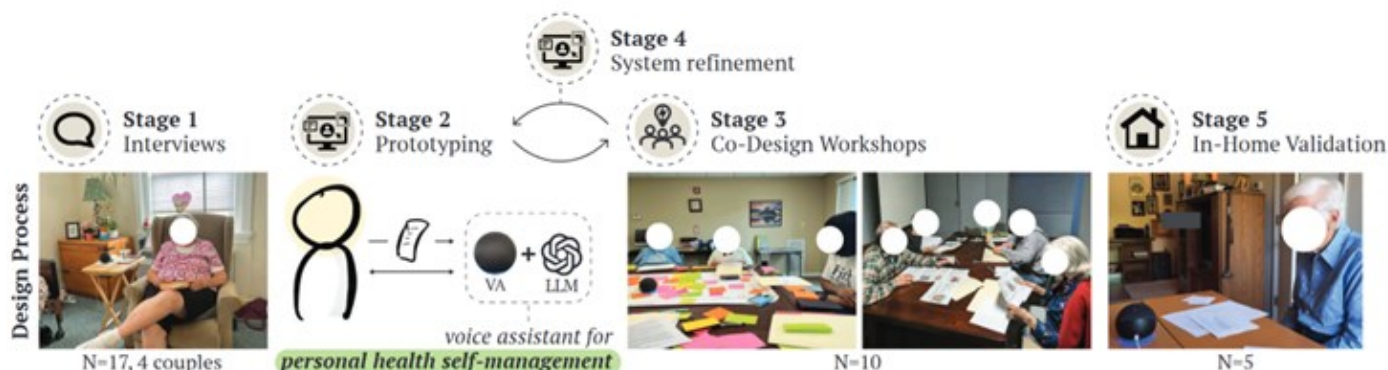 Stage 4
System refinement
Stage 1
Interviews
Stage 2
Prototyping
Stage 3
Co-Design Workshops
Stage 5
In-Home Validation
Design Process
VA + LLM
voice assistant for
personal health self-management
N=17, 4 couples
N=10
N=5